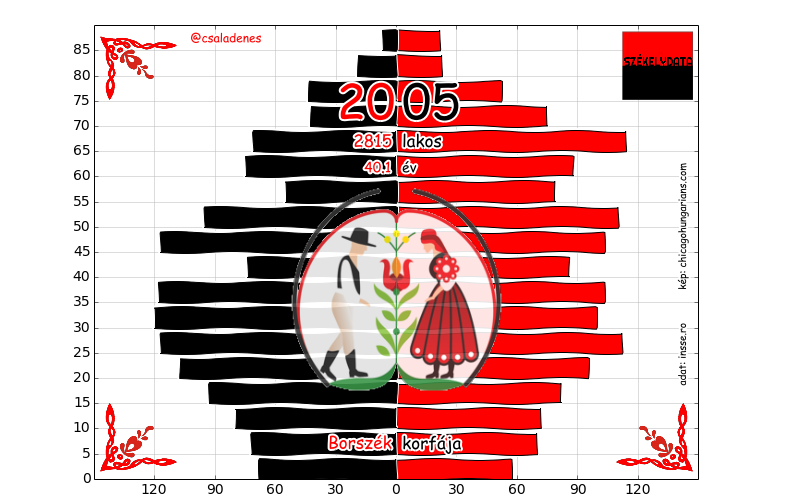 @csaladenes
SZÉKELYDATA
2005
2815 lakos
40.1 év
kép: chicagohungarians.com
adat: insse.ro
Borszék korfája
85
80
75
70
65
60
55
50
45
40
35
30
25
20
15
10
5
0
120 90 60 30 0 30 60 90 120